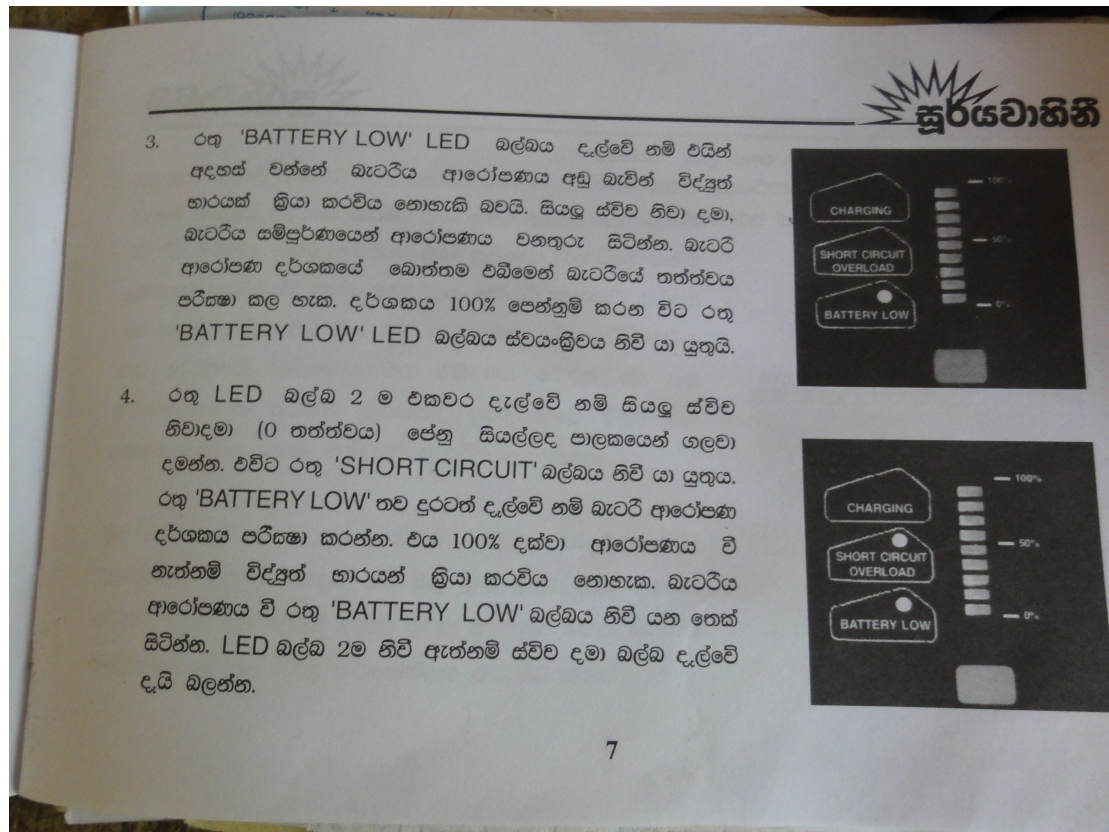 සූර්යවාහිනී
3. රතු 'BATTERY LOW' LED බල්බය දැල්වේ නම් එයින්
අදහස් වන්නේ බැටරිය ආරෝපණය අඩු බැවින් විද්‍යුත්
භාරයක් ක්‍රියා කරවිය නොහැකි බවයි. සියලු ස්විච නිවා දමා,
බැටරිය සම්පූර්ණයෙන් ආරෝපණය වනතුරු සිටින්න. බැටරි
ආරෝපණ දර්ශකයේ බොත්තම එබීමෙන් බැටරියේ තත්ත්වය
පරීක්‍ෂා කල හැක. දර්ශකය 100% පෙන්නුම් කරන විට රතු
'BATTERY LOW' LED බල්බය ස්වයංක්‍රිවය නිවී යා යුතුයි.
CHARGING
SHORT CIRCUIT
OVERLOAD
BATTERY LOW
100%
50%
0%
4. රතු LED බල්බ 2 ම එකවර දැල්වේ නම් සියලු ස්විච
නිවාදමා (0 තත්ත්වය) ජේනු සියල්ලද පාලකයෙන් ගලවා
දමන්න. එවිට රතු 'SHORT CIRCUIT' බල්බය නිවී යා යුතුය.
රතු 'BATTERY LOW' තව දුරටත් දැල්වේ නම් බැටරි ආරෝපණ
දර්ශකය පරීක්‍ෂා කරන්න. එය 100% දක්වා ආරෝපණය වී
නැත්නම් විද්‍යුත් භාරයන් ක්‍රියා කරවිය නොහැක. බැටරිය
ආරෝපණය වී රතු 'BATTERY LOW' බල්බය නිවී යන තෙක්
සිටින්න. LED බල්බ 2ම නිවී ඇත්නම් ස්විච දමා බල්බ දැල්වේ
දැයි බලන්න.
CHARGING
SHORT CIRCUIT
OVERLOAD
BATTERY LOW
100%
50%
0%
7